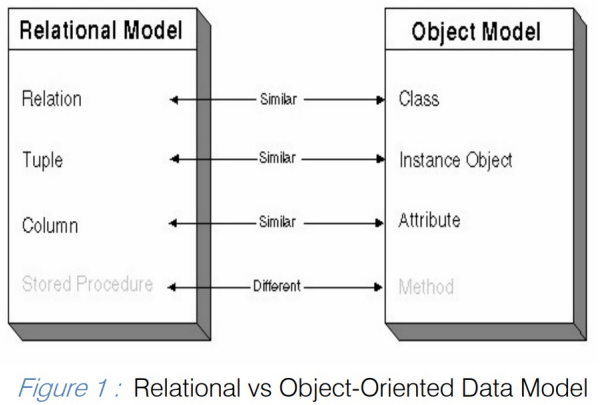 Relational Model
Object Model
Relation Similar Class
Tuple Similar Instance Object
Column Similar Attribute
Stored Procedure Different Method
Figure 1 : Relational vs Object-Oriented Data Model